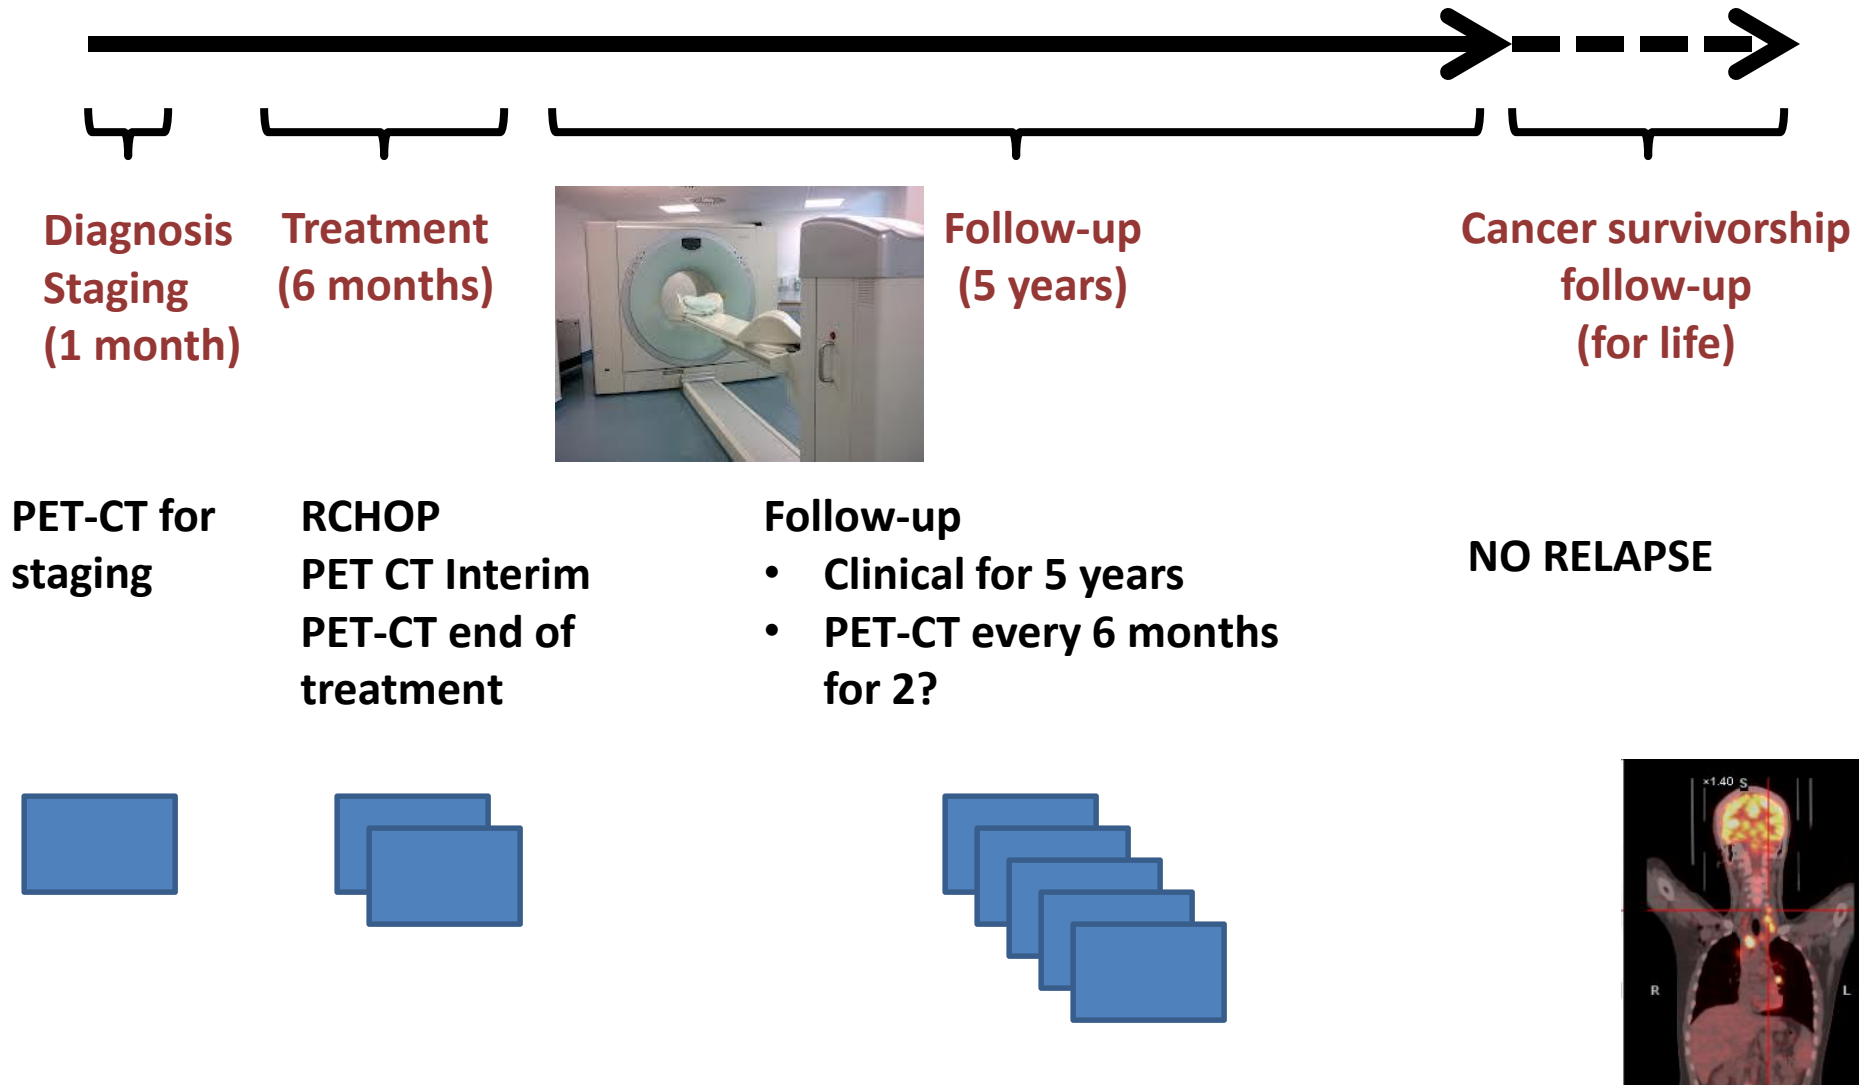 Diagnosis
Staging
(1 month)
Treatment
(6 months)
Follow-up
(5 years)
Cancer survivorship
follow-up
(for life)
PET-CT for
staging
RCHOP
PET CT Interim
PET-CT end of
treatment
Follow-up
• Clinical for 5 years
• PET-CT every 6 months
for 2?
NO RELAPSE
×1.40 S
R
L